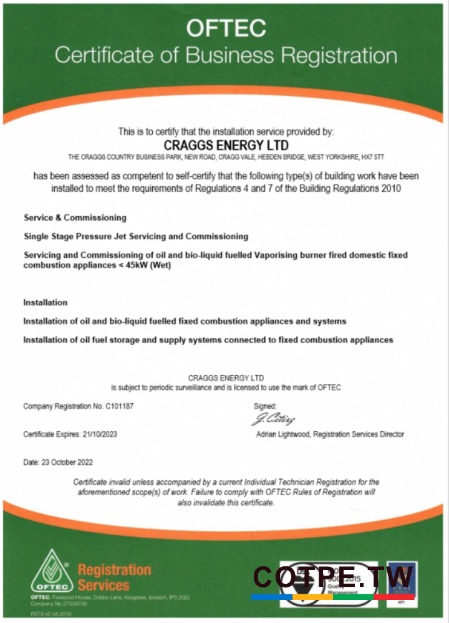 OFTEC
Certificate of Business Registration
This is to certify that the installation service provided by:
CRAGGS ENERGY LTD
THE CRAGGS COUNTRY BUSINESS PARK, NEW ROAD, CRAGG VALE, HEBDEN BRIDGE, WEST YORKSHIRE, HX7 5TT
has been assessed as competent to self-certify that the following type(s) of building work have been
installed to meet the requirements of Regulations 4 and 7 of the Building Regulations 2010
Service & Commissioning
Single Stage Pressure Jet Servicing and Commissioning
Servicing and Commissioning of oil and bio-liquid fuelled Vaporising burner fired domestic fixed
combustion appliances < 45kW (Wet)
Installation
Installation of oil and bio-liquid fuelled fixed combustion appliances and systems
Installation of oil fuel storage and supply systems connected to fixed combustion appliances
CRAGGS ENERGY LTD
is subject to periodic surveillance and is licensed to use the mark of OFTEC
Company Registration No. C101187
Signed:
Certificate Expires: 21/10/2023
Adrian Lightwood, Registration Services Director
Date: 23 October 2022
Certificate invalid unless accompanied by a current Individual Technician Registration for the
aforementioned scope(s) of work. Failure to comply with OFTEC Rules of Registration will
also invalidate this certificate.
OFTEC
Registration
Services
OFTEC, Foxwood House, Dobbs Lane, Kesgrave, Ipswich, IP5 2QQ
Company No.
COTPE.TW
Quality
Management